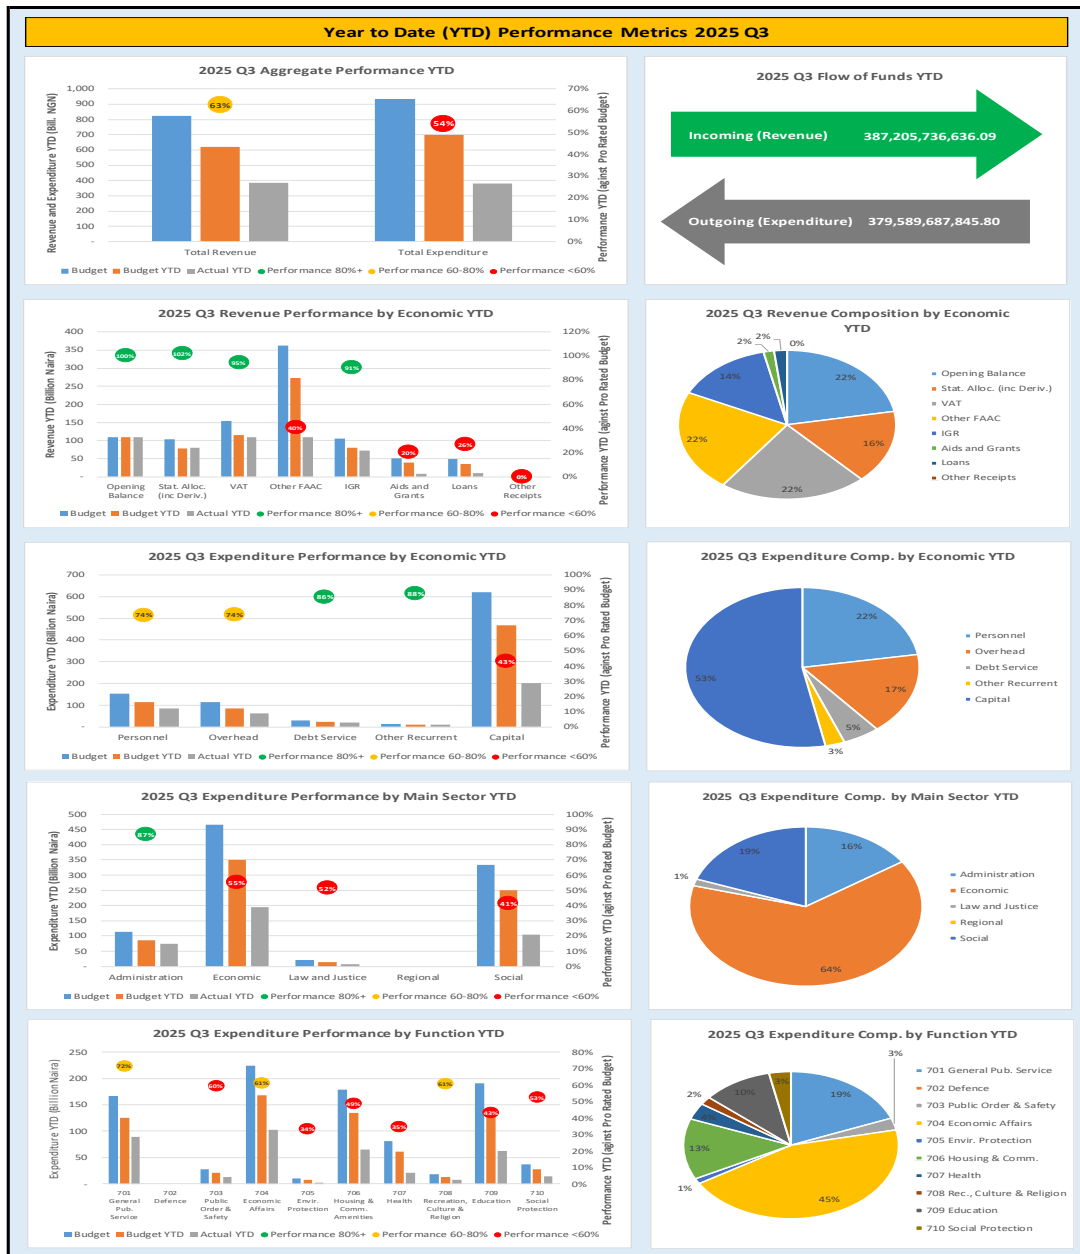 Year to Date (YTD) Performance Metrics 2025 Q3
2025 Q3 Aggregate Performance YTD
Revenue and Expenditure YTD (Bill. NGN)
1,000
900
800
700
600
500
400
300
200
100
-
63%
54%
70%
60%
50%
40%
30%
20%
10%
0%
Performance YTD (aginst Pro Rated Budget)
Total Revenue
Total Expenditure
Budget Budget YTD Actual YTD Performance 80%+ Performance 60-80% Performance <60%
2025 Q3 Flow of Funds YTD
Incoming (Revenue) 387,205,736,636.09
Outgoing (Expenditure) 379,589,687,845.80
2025 Q3 Revenue Performance by Economic YTD
Revenue YTD (Billion Naira)
400
350
300
250
200
150
100
50
-
100%
102%
95%
40%
91%
20%
26%
0%
120%
100%
80%
60%
40%
20%
0%
Performance YTD (aginst Pro Rated Budget)
Opening Balance
Stat. Alloc. (inc Deriv.)
VAT
Other FAAC
IGR
Aids and Grants
Loans
Other Receipts
Budget Budget YTD Actual YTD Performance 80%+ Performance 60-80% Performance <60%
2025 Q3 Revenue Composition by Economic
YTD
22%
16%
22%
22%
14%
2%
2%
0%
Opening Balance
Stat. Alloc. (inc Deriv.)
VAT
Other FAAC
IGR
Aids and Grants
Loans
Other Receipts
2025 Q3 Expenditure Performance by Economic YTD
Expenditure YTD (Billion Naira)
700
600
500
400
300
200
100
-
74%
74%
86%
88%
43%
100%
90%
80%
70%
60%
50%
40%
30%
20%
10%
0%
Performance YTD (aginst Pro Rated Budget)
Personnel
Overhead
Debt Service
Other Recurrent
Capital
Budget Budget YTD Actual YTD Performance 80%+ Performance 60-80% Performance <60%
2025 Q3 Expenditure Comp. by Economic YTD
22%
17%
5%
3%
53%
Personnel
Overhead
Debt Service
Other Recurrent
Capital
2025 Q3 Expenditure Performance by Main Sector YTD
Expenditure YTD (Billion Naira)
500
450
400
350
300
250
200
150
100
50
-
87%
55%
52%
41%
100%
90%
80%
70%
60%
50%
40%
30%
20%
10%
0%
Performance YTD (aginst Pro Rated Budget)
Administration
Economic
Law and Justice
Regional
Social
Budget Budget YTD Actual YTD Performance 80%+ Performance 60-80% Performance <60%
2025 Q3 Expenditure Comp. by Main Sector YTD
16%
64%
1%
19%
Administration
Economic
Law and Justice
Regional
Social
2025 Q3 Expenditure Performance by Function YTD
Expenditure YTD (Billion Naira)
250
200
150
100
50
-
72%
60%
61%
34%
49%
35%
61%
43%
53%
80%
70%
60%
50%
40%
30%
20%
10%
0%
Performance YTD (aginst Pro Rated Budget)
701 General Pub. Service
702 Defence
703 Public Order & Safety
704 Economic Affairs
705 Envir. Protection
706 Housing & Comm. Amenities
707 Health
708 Recreation, Culture & Religion
709 Education
710 Social Protection
Budget Budget YTD Actual YTD Performance 80%+ Performance 60-80% Performance <60%
2025 Q3 Expenditure Comp. by Function YTD
19%
3%
45%
1%
13%
2%
10%
3%
701 General Pub. Service
702 Defence
703 Public Order & Safety
704 Economic Affairs
705 Envir. Protection
706 Housing & Comm.
707 Health
708 Rec., Culture & Religion
709 Education
710 Social Protection